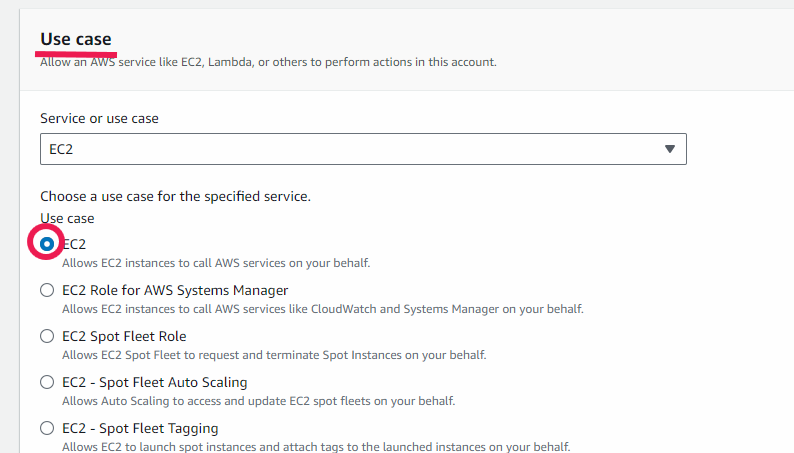 Use case
Allow an AWS service like EC2, Lambda, or others to perform actions in this account.
Service or use case
EC2
Choose a use case for the specified service.
Use case
EC2
Allows EC2 instances to call AWS services on your behalf.
EC2 Role for AWS Systems Manager
Allows EC2 instances to call AWS services like CloudWatch and Systems Manager on your behalf.
EC2 Spot Fleet Role
Allows EC2 Spot Fleet to request and terminate Spot Instances on your behalf.
EC2 - Spot Fleet Auto Scaling
Allows Auto Scaling to access and update EC2 spot fleets on your behalf.
EC2 - Spot Fleet Tagging
Allows EC2 to launch spot instances and attach tags to the launched instances on your behalf.